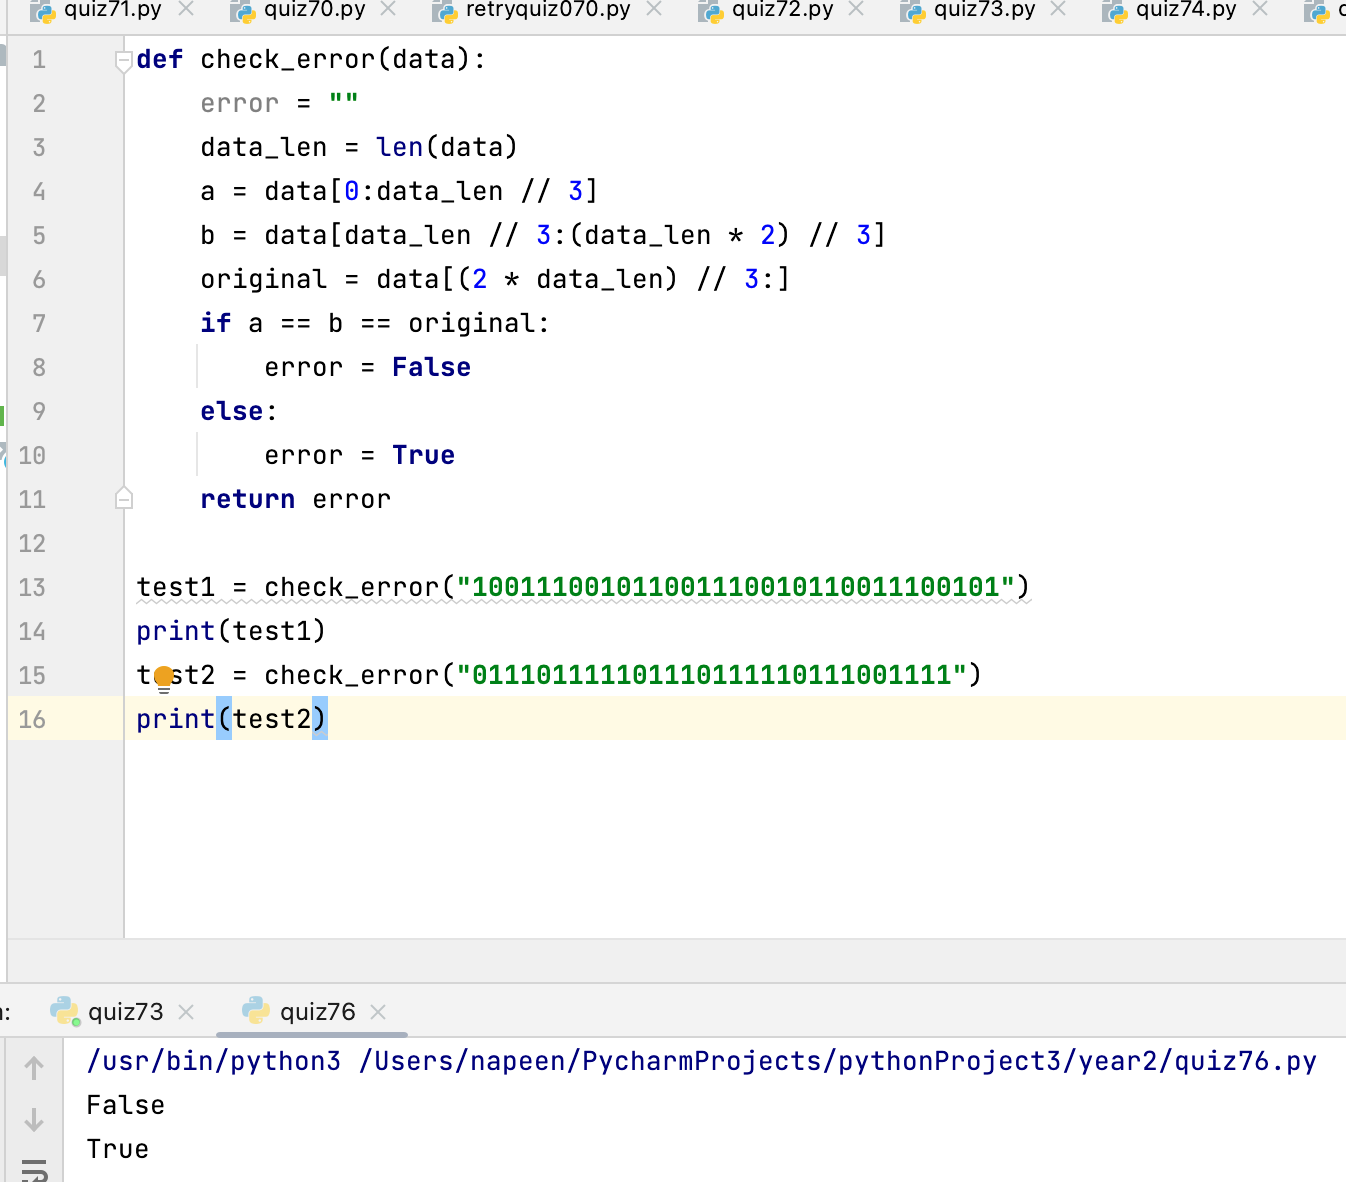 quiz71.py quiz70.py retryquiz070.py quiz72.py quiz73.py quiz74.py
1 def check_error(data):
2 error = ""
3 data_len = len(data)
4 a = data[0:data_len // 3]
5 b = data[data_len // 3:(data_len * 2) // 3]
6 original = data[(2 * data_len) // 3:]
7 if a == b == original:
8 error = False
9 else:
10 error = True
11 return error
12
13 test1 = check_error("100111001011001110010110011100101")
14 print(test1)
15 test2 = check_error("011101111101110111110111001111")
16 print(test2)
quiz73 quiz76
/usr/bin/python3 /Users/napeen/PycharmProjects/pythonProject3/year2/quiz76.py
False
True